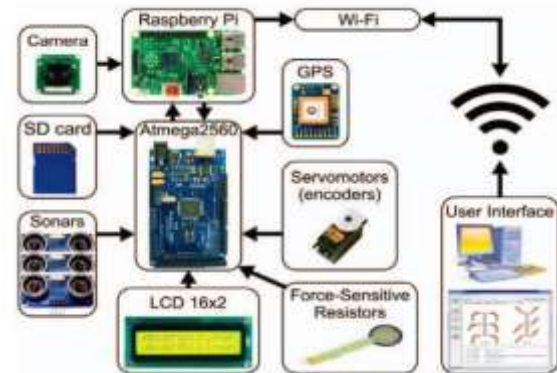 Raspberry Pi
Wi-Fi
Camera
GPS
SD card
Atmega2560
Servomotors
(encoders)
User Interface
Sonars
LCD 16x2
Force-Sensitive
Resistors